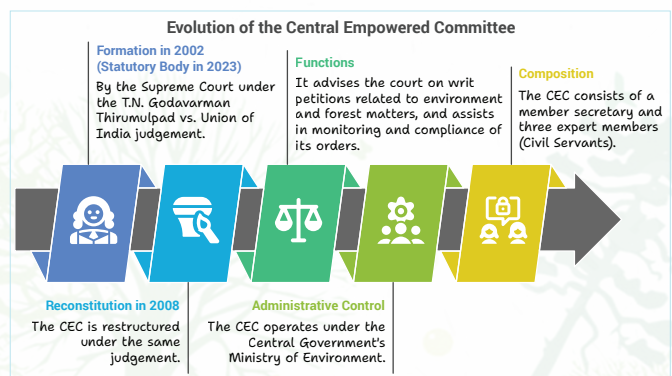 Evolution of the Central Empowered Committee
Formation in 2002
(Statutory Body in 2023)
By the Supreme Court under
the T.N. Godavarman
Thirumulpad vs. Union of
India judgement.
Functions
It advises the court on writ
petitions related to environment
and forest matters, and assists
in monitoring and compliance of
its orders.
Composition
The CEC consists of a
member secretary and
three expert members
(Civil Servants).
Reconstitution in 2008
The CEC is restructured
under the same
judgement.
Administrative Control
The CEC operates under the
Central Government's
Ministry of Environment.